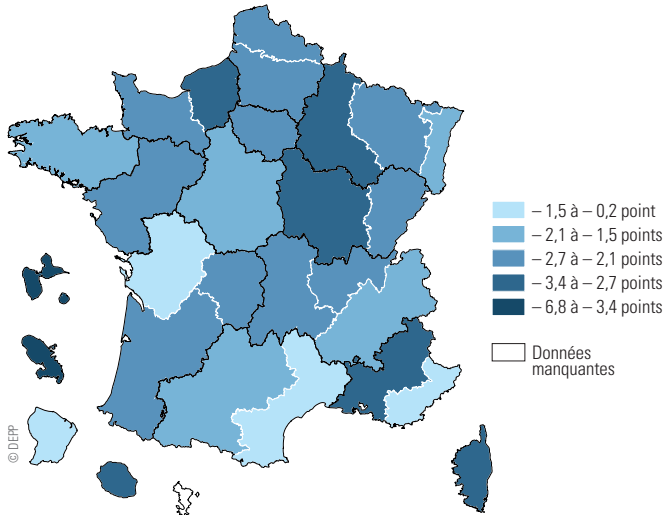 – 1,5 à – 0,2 point
– 2,1 à – 1,5 points
– 2,7 à – 2,1 points
– 3,4 à – 2,7 points
– 6,8 à – 3,4 points
Données
manquantes
© DEPP